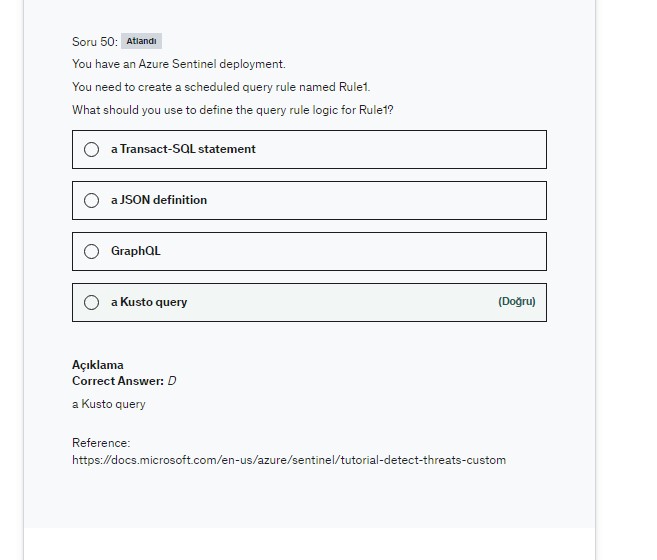 Soru 50: Atlandı
You have an Azure Sentinel deployment.
You need to create a scheduled query rule named Rule1.
What should you use to define the query rule logic for Rule1?
a Transact-SQL statement
a JSON definition
GraphQL
a Kusto query (Doğru)
Açıklama
Correct Answer: D
a Kusto query
Reference:
https://docs.microsoft.com/en-us/azure/sentinel/tutorial-detect-threats-custom